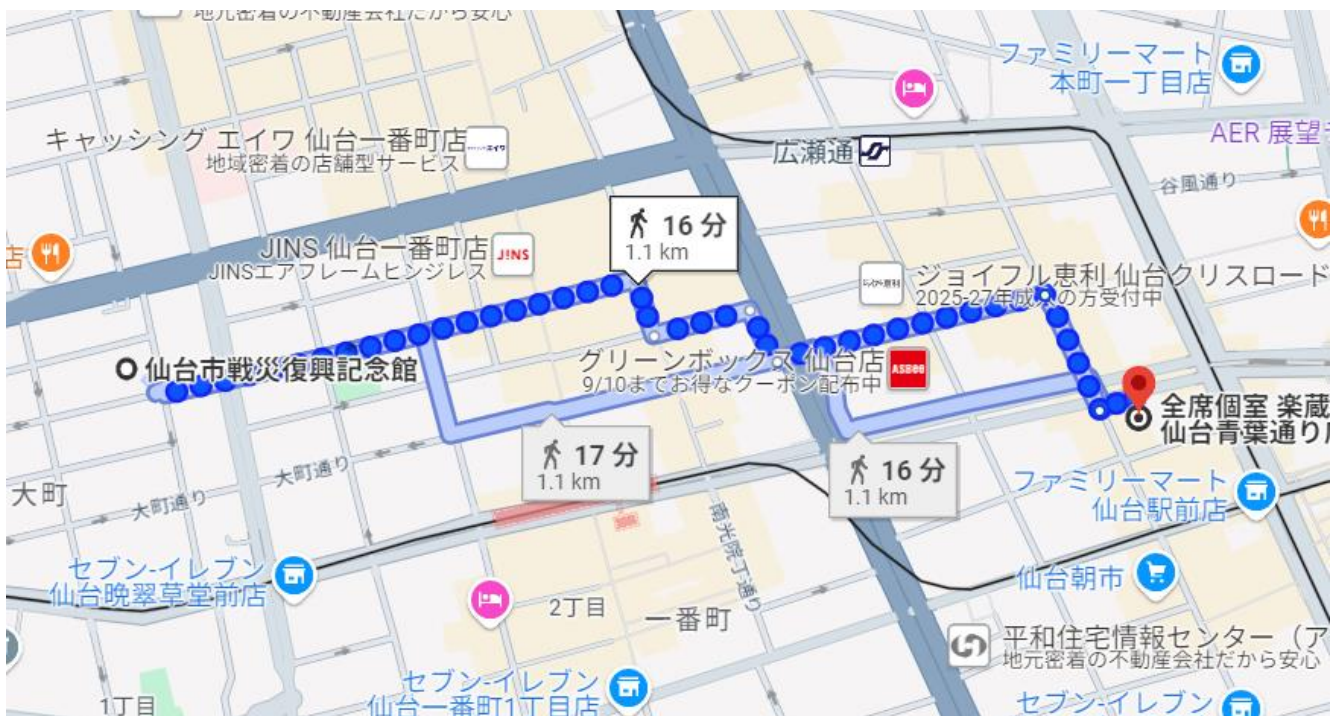 地元密着の不動産会社だから安心
ファミリーマート
本町一丁目店
キャッシング エイワ 仙台一番町店
地域密着の店舗型サービス
広瀬通
AER 展望
谷風通り
16 分
1.1 km
店
JINS 仙台一番町店
JINSエアフレームヒンジレス
JINS
ジョイフル恵利 仙台クリスロード
2025-27年成人の方受付中
仙台市戦災復興記念館
グリーンボックス 仙台店
9/10までお得なクーポン配布中
ASBee
全席個室 楽蔵
仙台青葉通り
17 分
1.1 km
16 分
1.1 km
大町通り
大町
大町通り
南光院丁通り
ファミリーマート
仙台駅前店
セブン-イレブン
仙台晩翠草堂前店
仙台朝市
2丁目
一番町
平和住宅情報センター（ア
地元密着の不動産会社だから安心
1丁目
セブン-イレブン
仙台一番町1丁目店
セブン-イレブン